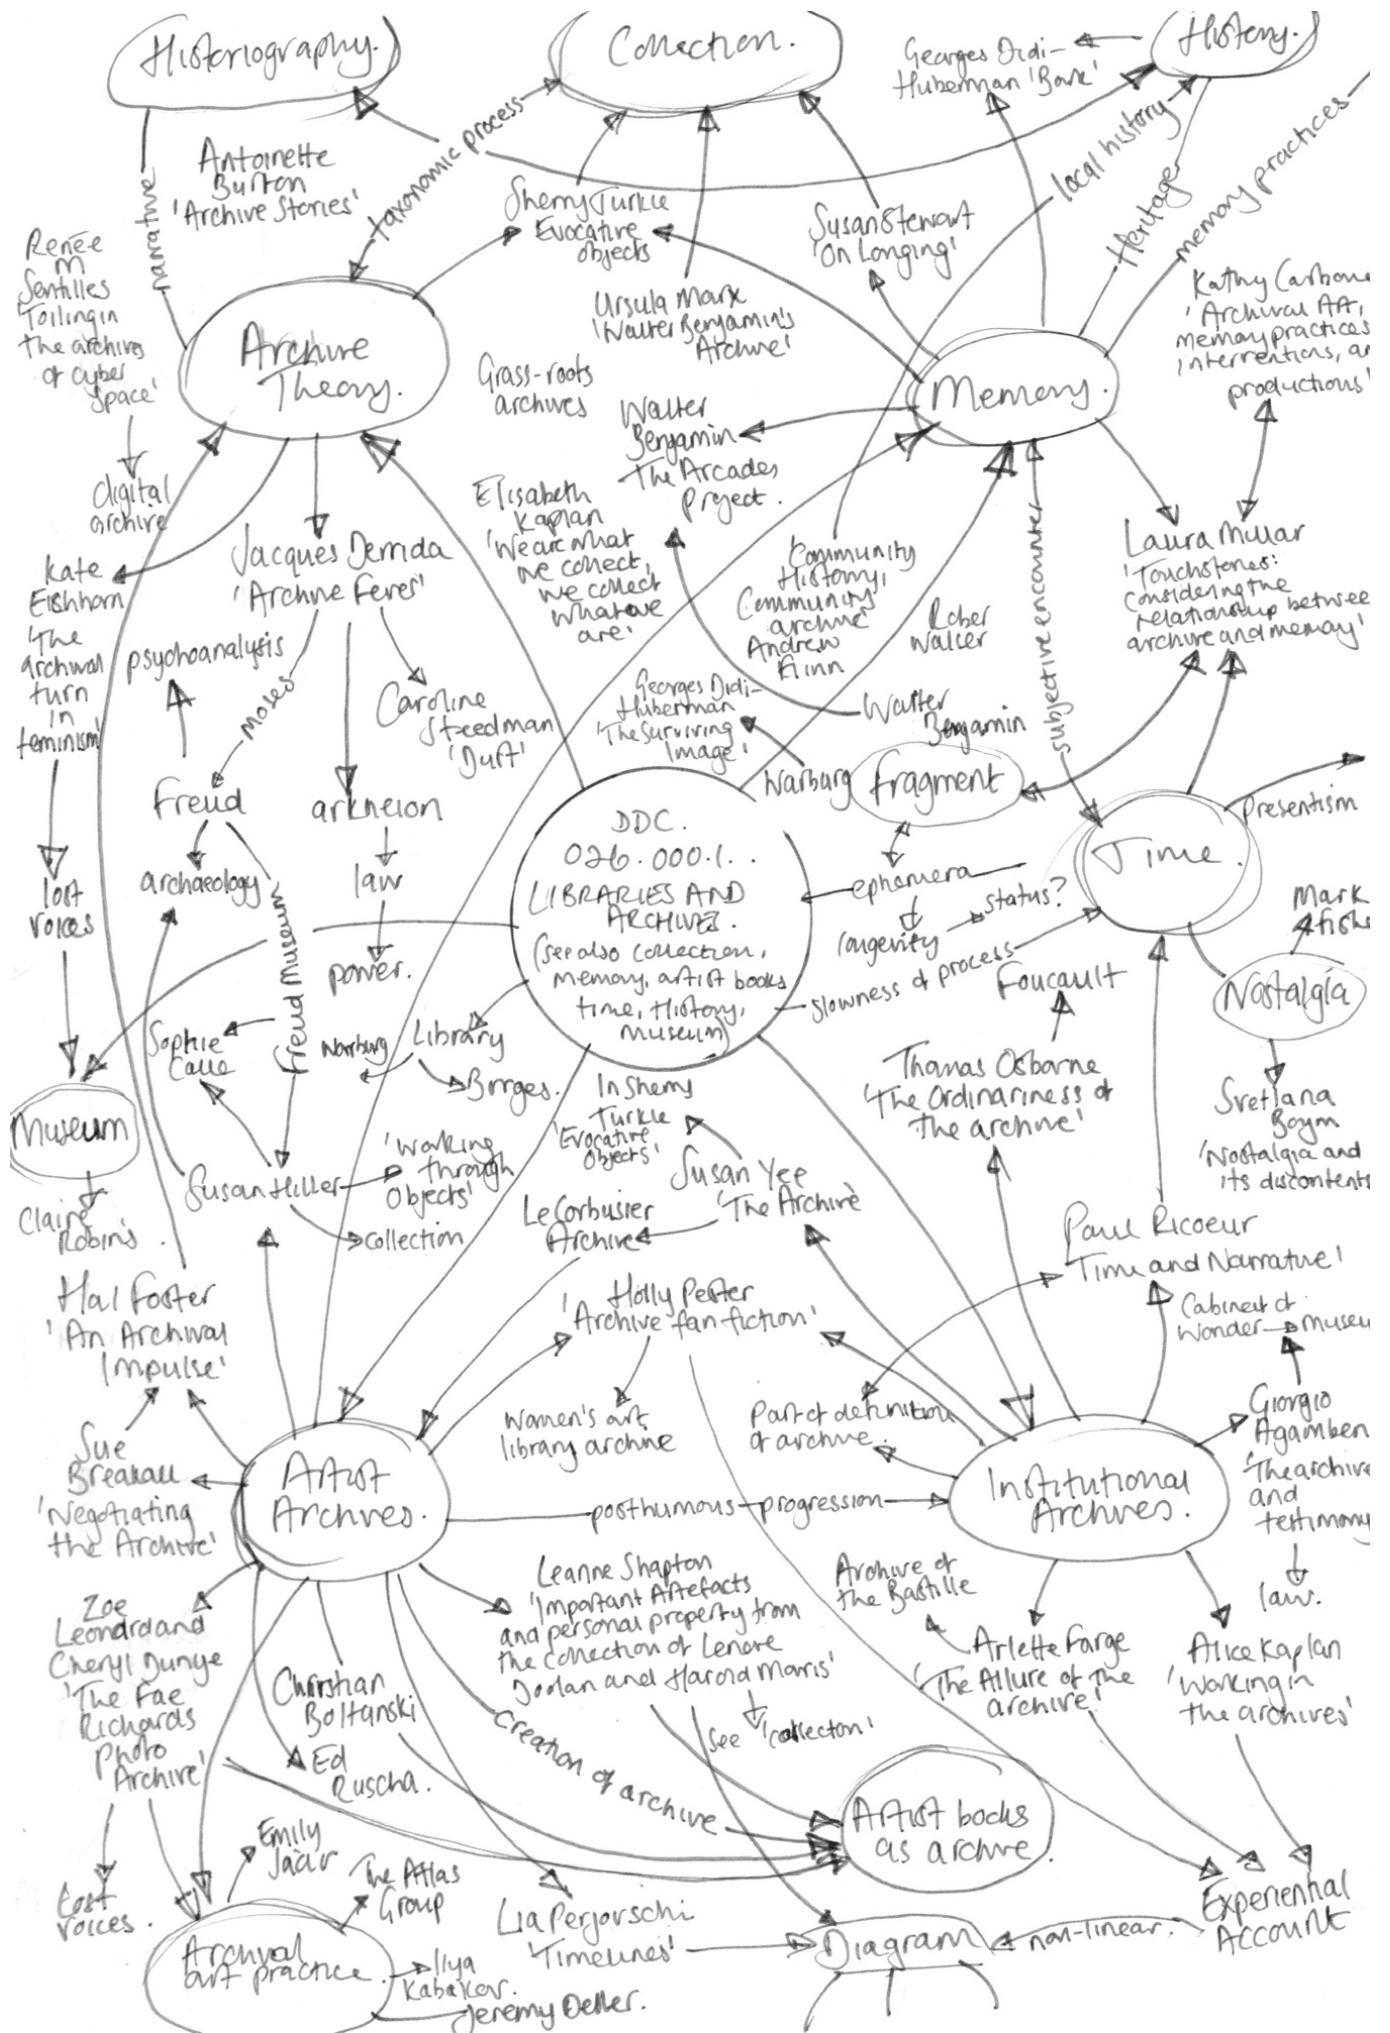 Historiography.
Collection.
History.
Georges Didi-
Huberman 'Bark'
narrative
Antoinette
Burton
'Archive Stories'
taxonomic process
Sherry Turkle
Evocative
objects
Susan Stewart
'On Longing'
local history
Heritage
memory practices
Renée
M
Sentilles
'Toiling in
the archives
of cyber
space'
digital
archive
Ursula Marx
'Walter Benjamin's
Archive'
Kathy Carbone
'Archival Art,
memory practices
interventions, an
productions'
Archive
Theory.
Grass-roots
archives
Memory.
Walter
Benjamin
The Arcades
Project.
Elisabeth
Kaplan
'We are what
we collect,
we collect
what we
are'
Kate
Eichhorn
'The
archival
turn
in
feminism'
Jacques Derrida
'Archive Fever'
psychoanalysis
Moses
Caroline
Steedman
'Dust'
Community
History,
Community
archive
Andrew
Flinn
Rober
Walser
subjective encounter
Laura Millar
'Touchstones:
considering the
relationship betwee
archive and memory'
Georges Didi-
Huberman
'The Surviving
Image'
Walter
Benjamin
Warburg
fragment
freud
arkheion
archaeology
law
power.
Freud Museum
lost
voices
DDC.
026.000.1..
LIBRARIES AND
ARCHIVES.
(see also collection,
memory, artist books
time, History,
museum)
ephemera
longevity
status?
slowness of process
Time.
Presentism
Mark
Fishe
Nostalgia
Svetlana
Boym
'Nostalgia and
its discontents
Foucault
Thomas Osborne
'The Ordinariness of
the archive'
Sophie
Calle
Warburg
Library
Borges.
Museum
Claire
Robins.
Susan Hiller
'Working
through
Objects'
collection
In Sherry
Turkle
'Evocative
Objects'
Susan Yee
'The Archive'
Le Corbusier
Archive
Paul Ricoeur
'Time and Narrative'
Hal Foster
'An Archival
Impulse'
Holly Pester
'Archive fan fiction'
Women's art
library archive
Part of definition
of archive.
Cabinet of
Wonder
museu
Giorgio
Agamben
'The archive
and
testimony
law.
Sue
Breakell
'Negotiating
the Archive'
Artist
Archives.
posthumous progression
Institutional
Archives.
Zoe
Leonard and
Cheryl Dunye
'The Fae
Richards
Photo
Archive'
Christian
Boltanski
Ed
Ruscha.
Leanne Shapton
'Important Artefacts
and personal property from
the collection of Lenore
Doolan and Harold Morris'
see 'collection'
creation of archive
Archive of
the Bastille
Arlette Farge
'The Allure of the
archive'
Alice Kaplan
'Working in
the archives'
Artist books
as archive.
Lost
voices.
Emily
Jacir
The Atlas
Group
Archival
art practice.
Iliya
Kabakov.
Jeremy Deller.
Lia Perjovschi
'Timelines'
Diagram
non-linear.
Experiential
Account